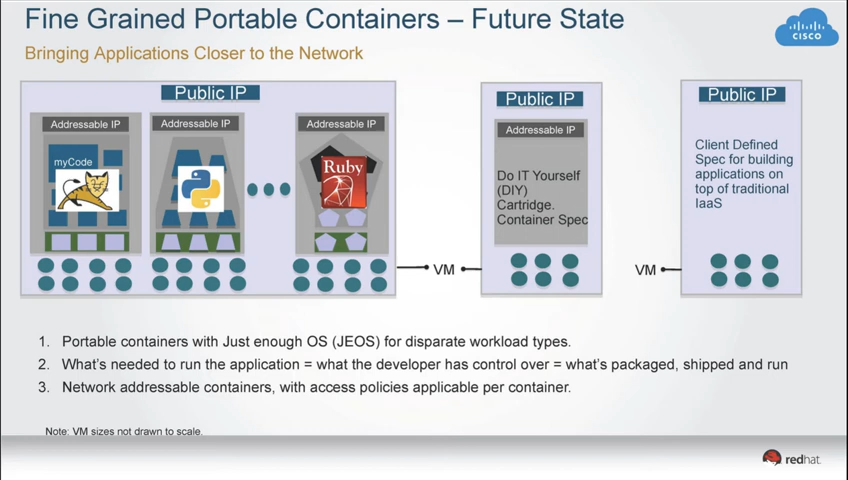 Fine Grained Portable Containers – Future State
CISCO
Bringing Applications Closer to the Network
Public IP
Addressable IP
myCode
Addressable IP
Addressable IP
Ruby
VM
Public IP
Addressable IP
Do IT Yourself
(DIY)
Cartridge.
Container Spec
VM
Public IP
Client Defined
Spec for building
applications on
top of traditional
IaaS
1. Portable containers with Just enough OS (JEOS) for disparate workload types.
2. What's needed to run the application = what the developer has control over = what's packaged, shipped and run
3. Network addressable containers, with access policies applicable per container.
Note: VM sizes not drawn to scale.
redhat.